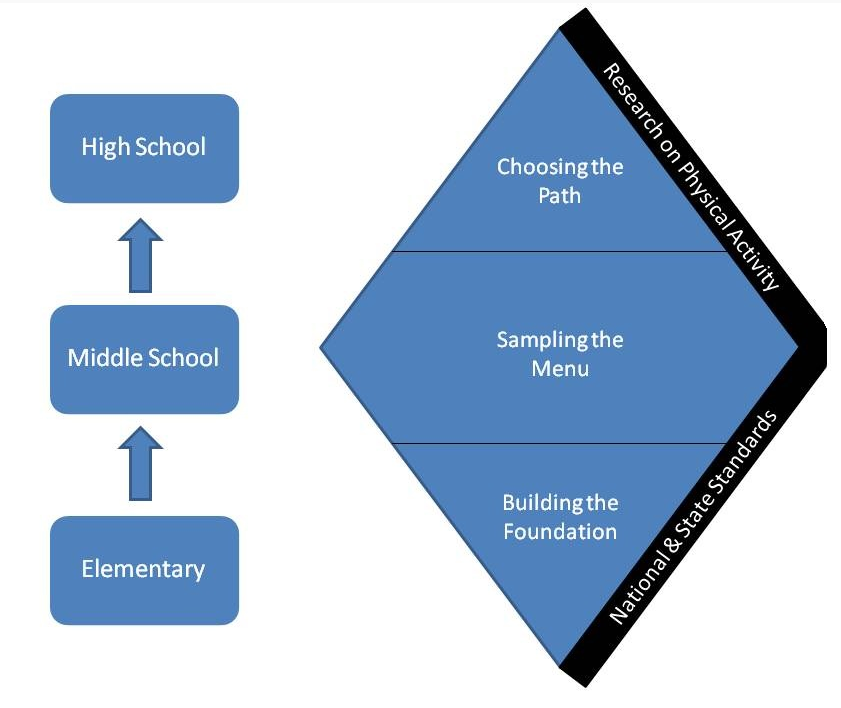 High School
Middle School
Elementary
Choosing the
Path
Sampling the
Menu
Building the
Foundation
Research on Physical Activity
National & State Standards